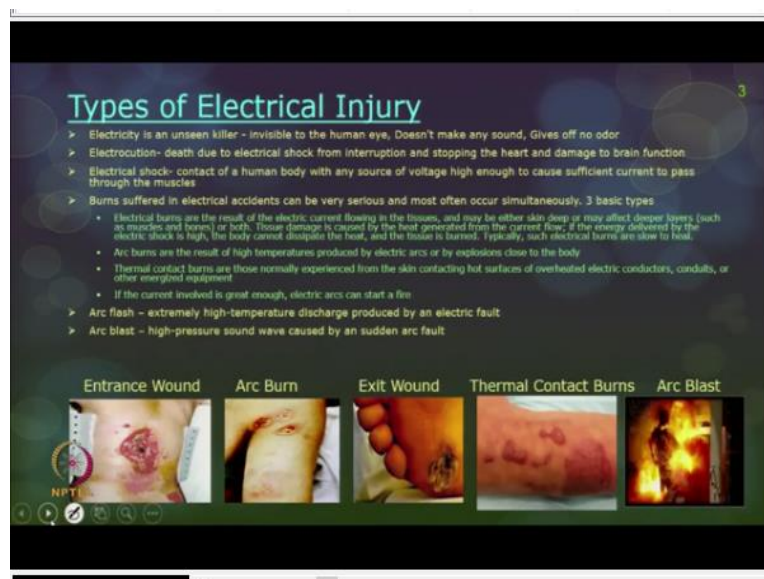 3
Types of Electrical Injury
➢ Electricity is an unseen killer - invisible to the human eye, Doesn't make any sound, Gives off no odor
➢ Electrocution- death due to electrical shock from interruption and stopping the heart and damage to brain function
➢ Electrical shock- contact of a human body with any source of voltage high enough to cause sufficient current to pass
through the muscles
➢ Burns suffered in electrical accidents can be very serious and most often occur simultaneously. 3 basic types
• Electrical burns are the result of the electric current flowing in the tissues, and may be either skin deep or may affect deeper layers (such
as muscles and bones) or both. Tissue damage is caused by the heat generated from the current flow; if the energy delivered by the
electric shock is high, the body cannot dissipate the heat, and the tissue is burned. Typically, such electrical burns are slow to heal.
• Arc burns are the result of high temperatures produced by electric arcs or by explosions close to the body
• Thermal contact burns are those normally experienced from the skin contacting hot surfaces of overheated electric conductors, conduits, or
other energized equipment
• If the current involved is great enough, electric arcs can start a fire
➢ Arc flash – extremely high-temperature discharge produced by an electric fault
➢ Arc blast – high-pressure sound wave caused by an sudden arc fault
Entrance Wound Arc Burn Exit Wound Thermal Contact Burns Arc Blast
NPTEL